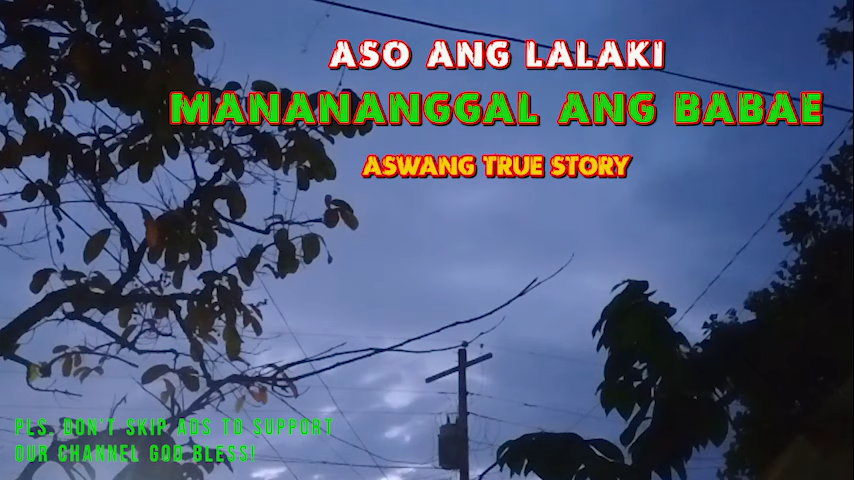 ASO ANG LALAKI
MANANANGGAL ANG BABAE
ASWANG TRUE STORY
PLS. DON'T SKIP ADS TO SUPPORT
OUR CHANNEL GOD BLESS!